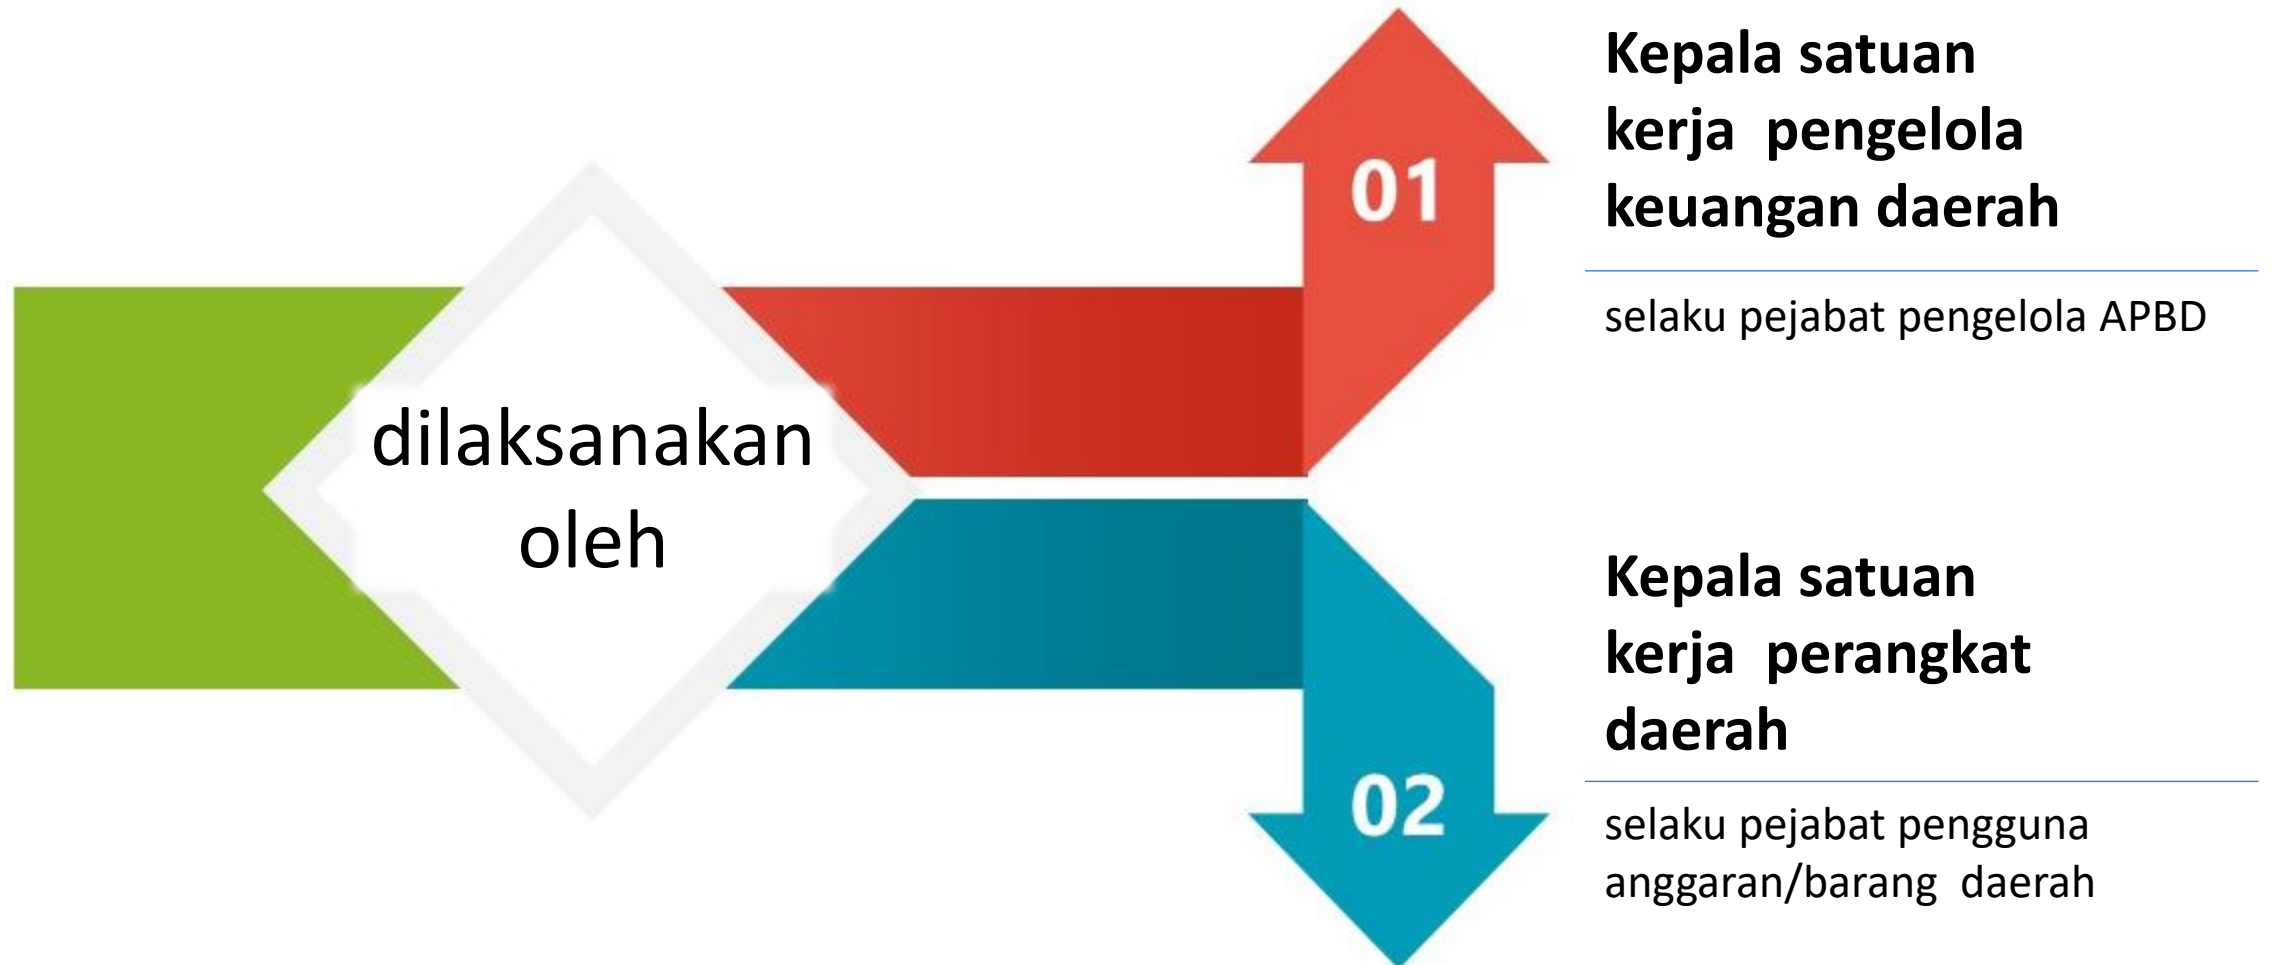 dilaksanakan
oleh
01
Kepala satuan
kerja pengelola
keuangan daerah
selaku pejabat pengelola APBD
02
Kepala satuan
kerja perangkat
daerah
selaku pejabat pengguna
anggaran/barang daerah